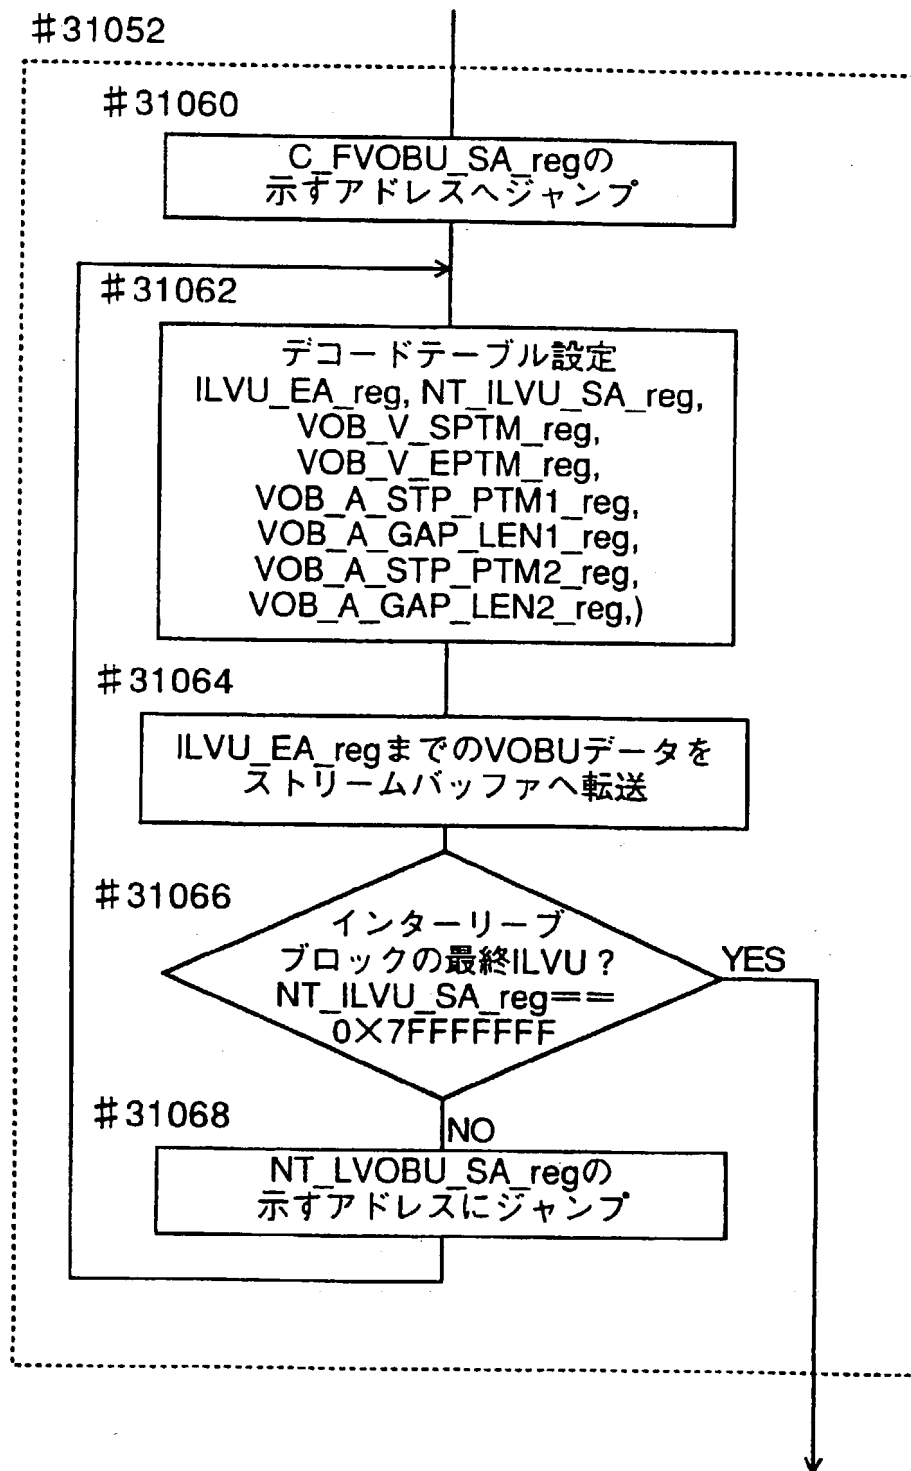 #31052
#31060
C_FVOBU_SA_regの
示すアドレスへジャンプ
#31062
デコードテーブル設定
ILVU_EA_reg, NT_ILVU_SA_reg,
VOB_V_SPTM_reg,
VOB_V_EPTM_reg,
VOB_A_STP_PTM1_reg,
VOB_A_GAP_LEN1_reg,
VOB_A_STP_PTM2_reg,
VOB_A_GAP_LEN2_reg,)
#31064
ILVU_EA_regまでのVOBUデータを
ストリームバッファへ転送
#31066
インターリーブ
ブロックの最終ILVU？
NT_ILVU_SA_reg==
0×7FFFFFFF
YES
#31068
NO
NT_LVOBU_SA_regの
示すアドレスにジャンプ